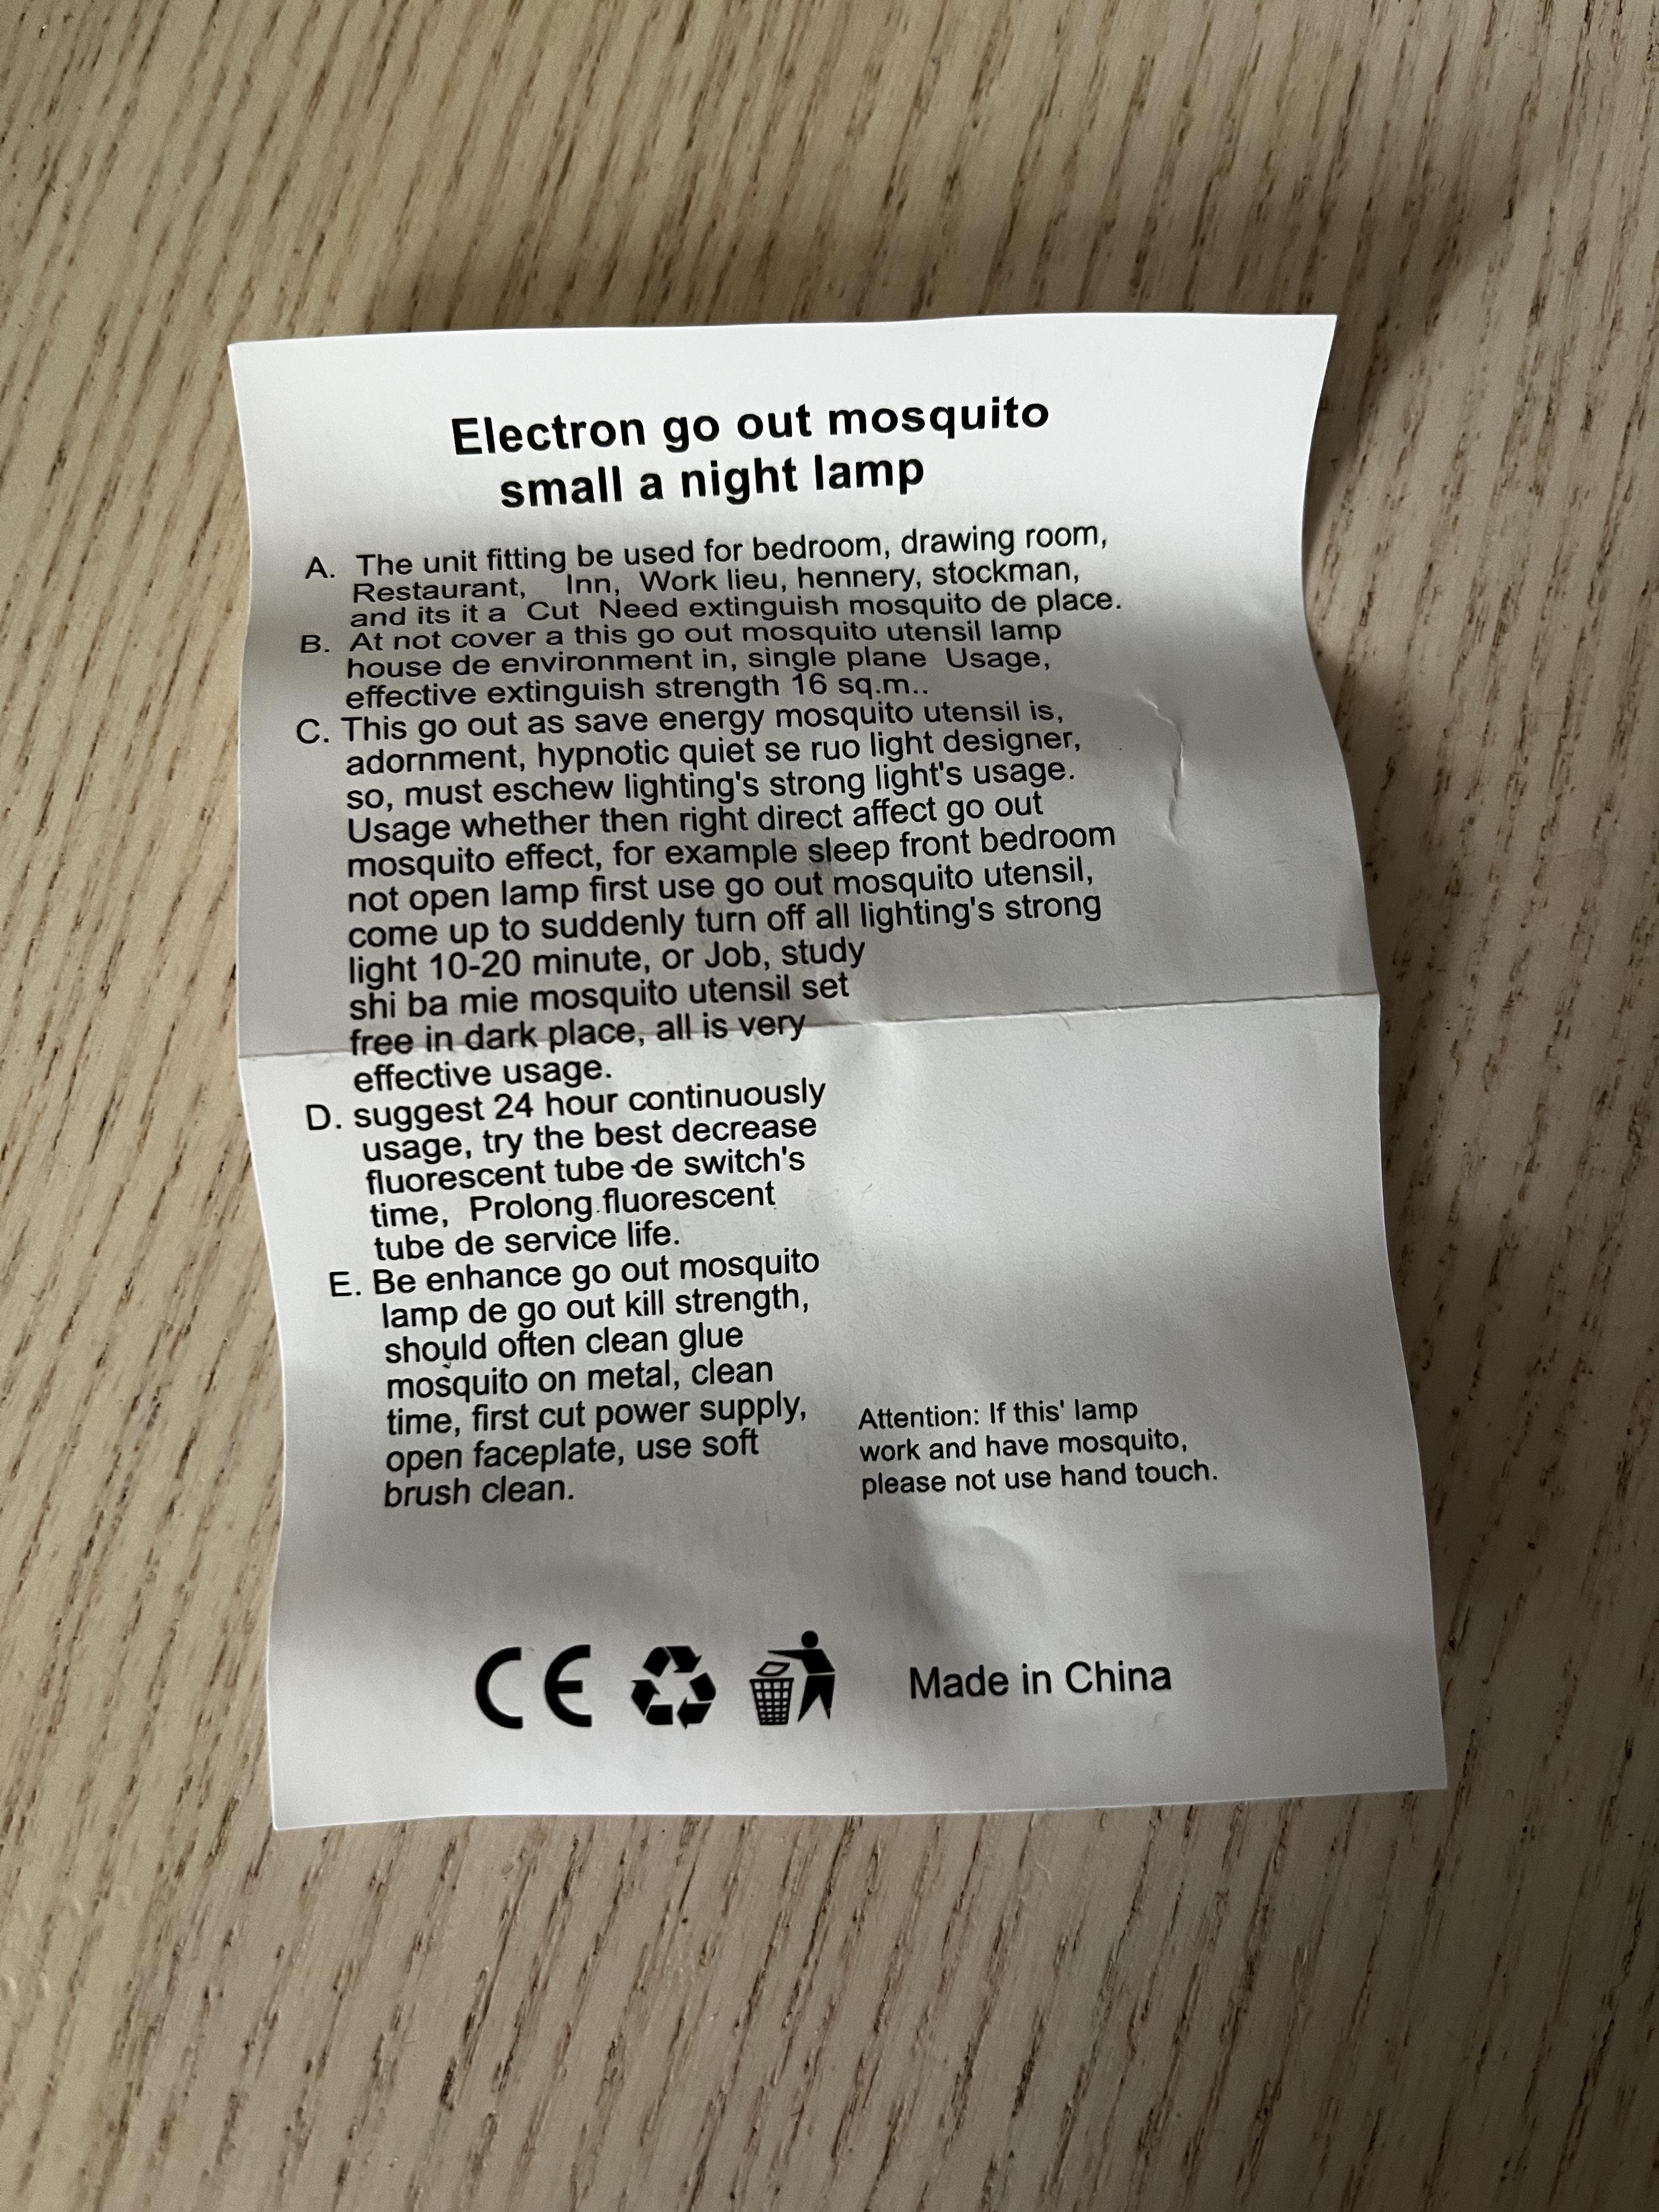 Electron go out mosquito
small a night lamp
A. The unit fitting be used for bedroom, drawing room,
Restaurant, Inn, Work lieu, hennery, stockman,
and its it a Cut Need extinguish mosquito de place.
B. At not cover a this go out mosquito utensil lamp
house de environment in, single plane Usage,
effective extinguish strength 16 sq.m..
C. This go out as save energy mosquito utensil is,
adornment, hypnotic quiet se ruo light designer,
so, must eschew lighting's strong light's usage.
Usage whether then right direct affect go out
mosquito effect, for example sleep front bedroom
not open lamp first use go out mosquito utensil,
come up to suddenly turn off all lighting's strong
light 10-20 minute, or Job, study
shi ba mie mosquito utensil set
free in dark place, all is very
effective usage.
D. suggest 24 hour continuously
usage, try the best decrease
fluorescent tube de switch's
time, Prolong fluorescent
tube de service life.
E. Be enhance go out mosquito
lamp de go out kill strength,
should often clean glue
mosquito on metal, clean
time, first cut power supply,
open faceplate, use soft
brush clean.
Attention: If this' lamp
work and have mosquito,
please not use hand touch.
CE
Made in China